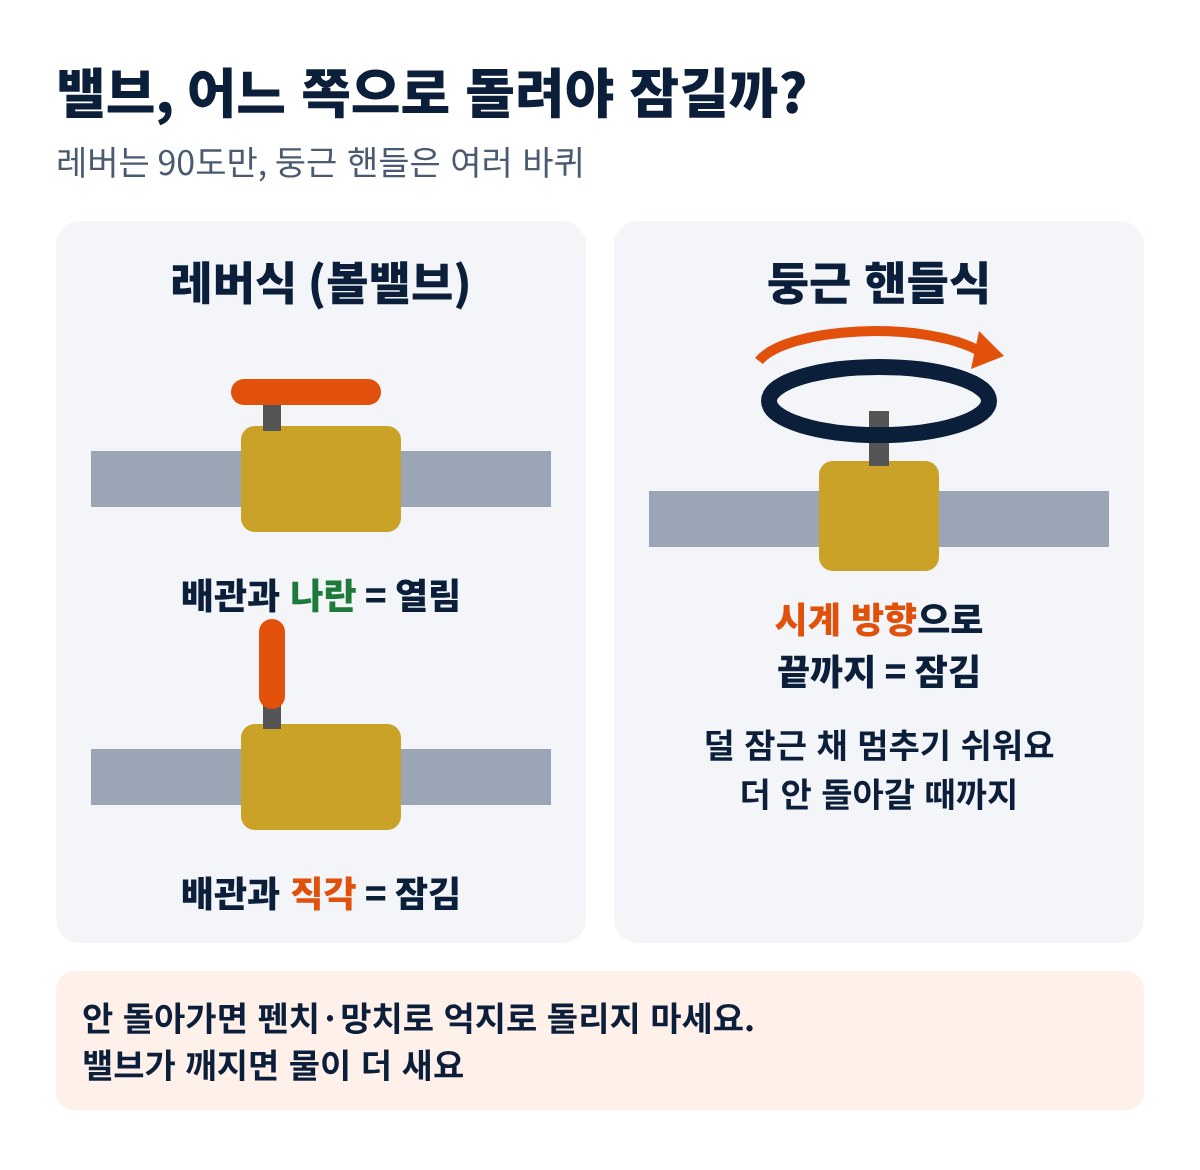 밸브, 어느 쪽으로 돌려야 잠길까?
레버는 90도만, 둥근 핸들은 여러 바퀴
레버식 (볼밸브)
배관과 나란 = 열림
배관과 직각 = 잠김
둥근 핸들식
시계 방향으로
끝까지 = 잠김
덜 잠근 채 멈추기 쉬워요
더 안 돌아갈 때까지
안 돌아가면 펜치·망치로 억지로 돌리지 마세요.
밸브가 깨지면 물이 더 새요